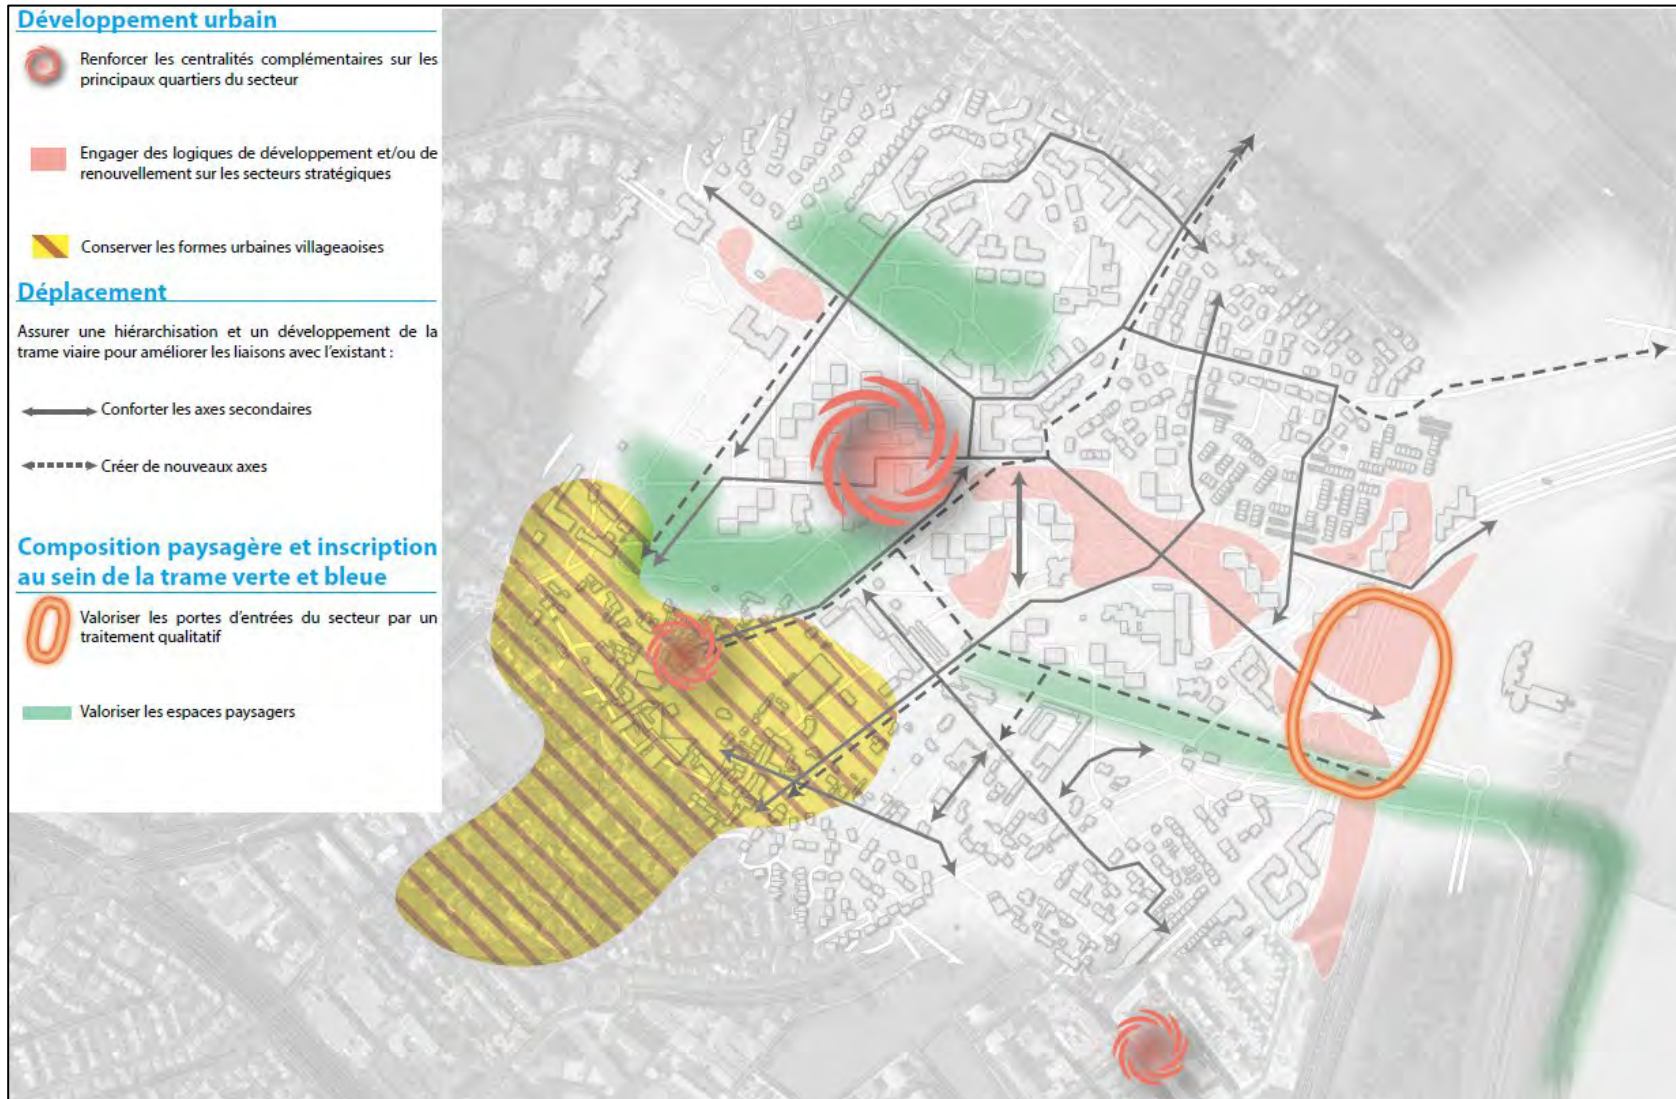 Développement urbain
Renforcer les centralités complémentaires sur les
principaux quartiers du secteur
Engager des logiques de développement et/ou de
renouvellement sur les secteurs stratégiques
Conserver les formes urbaines villageaoises
Déplacement
Assurer une hiérarchisation et un développement de la
trame viaire pour améliorer les liaisons avec l'existant :
Conforter les axes secondaires
Créer de nouveaux axes
Composition paysagère et inscription
au sein de la trame verte et bleue
Valoriser les portes d'entrées du secteur par un
traitement qualitatif
Valoriser les espaces paysagers